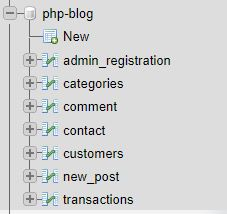 php-blog
New
admin_registration
categories
comment
contact
customers
new_post
transactions